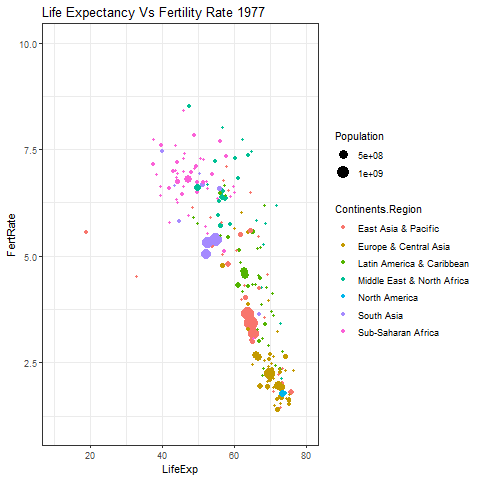 Life Expectancy Vs Fertility Rate 1977
10.0
7.5
5.0
2.5
FertRate
20
40
60
80
LifeExp
Population
5e+08
1e+09
Continents.Region
East Asia & Pacific
Europe & Central Asia
Latin America & Caribbean
Middle East & North Africa
North America
South Asia
Sub-Saharan Africa